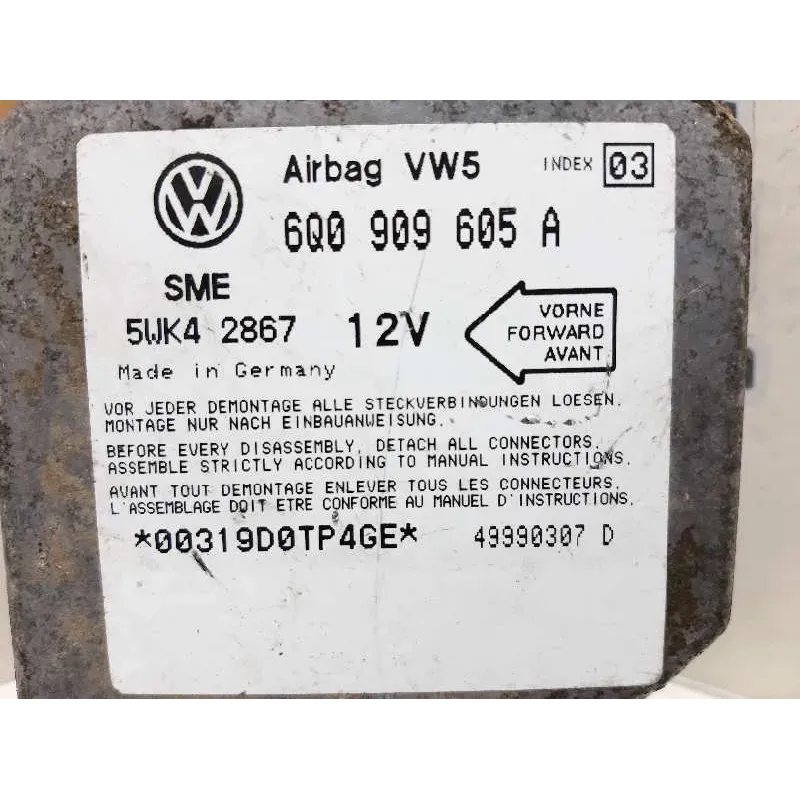 Airbag VW5 INDEX 03
6Q0 909 605 A
SME
5WK4 2867 12V
VORNE
FORWARD
AVANT
Made in Germany
VOR JEDER DEMONTAGE ALLE STECKVERBINDUNGEN LOESEN.
MONTAGE NUR NACH EINBAUANWEISUNG.
BEFORE EVERY DISASSEMBLY, DETACH ALL CONNECTORS.
ASSEMBLE STRICTLY ACCORDING TO MANUAL INSTRUCTIONS.
AVANT TOUT DEMONTAGE ENLEVER TOUS LES CONNECTEURS.
L'ASSEMBLAGE DOIT ETRE CONFORME AU MANUEL D'INSTRUCTIONS.
*00319D0TP4GE* 49990307 D